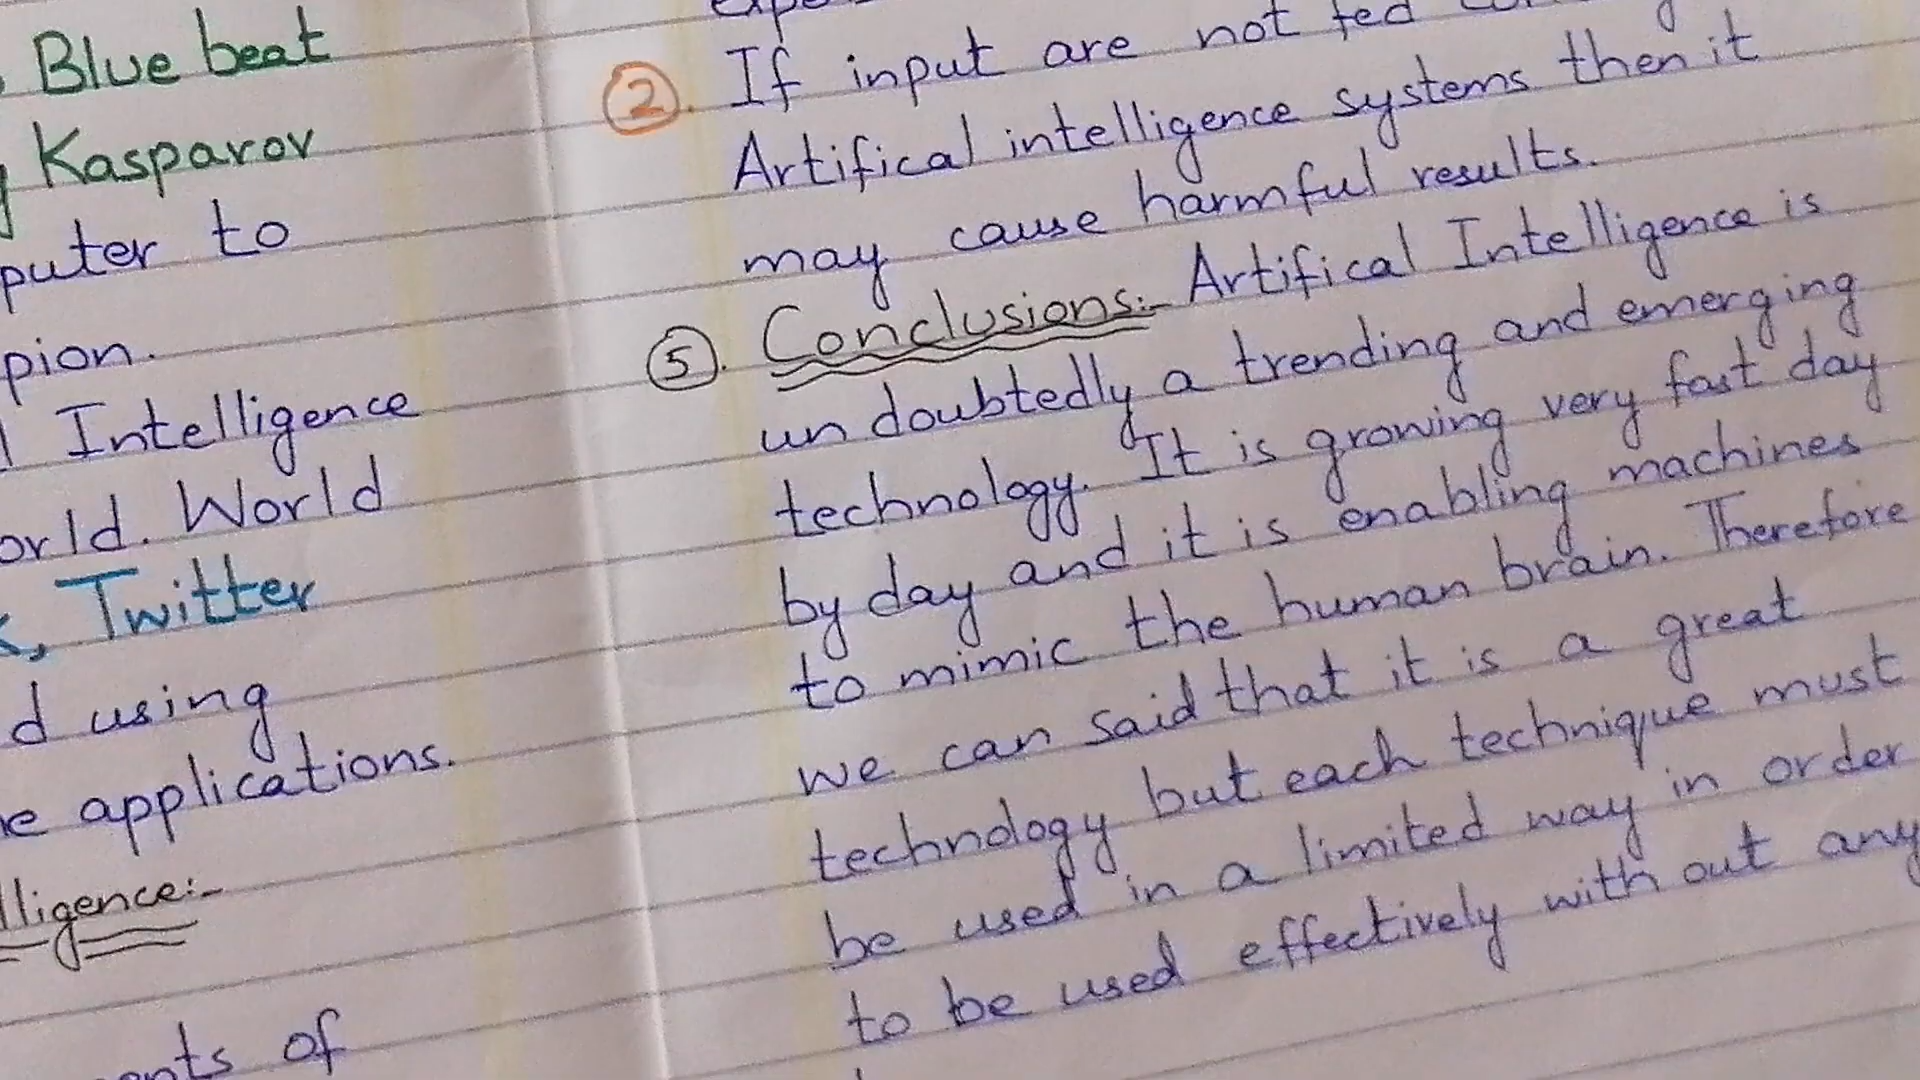 Blue beat
Kasparov
puter to
pion.
Intelligence
orld. World
, Twitter
d using
e applications.
lligence:-
nts of
2. If input are not fed
Artifical intelligence systems then it
may cause harmful results.
5. Conclusions:- Artifical Intelligence is
un doubtedly a trending and emerging
technology. It is growing very fast day
by day and it is enabling machines
to mimic the human brain. Therefore
we can said that it is a great
technology but each technique must
be used in a limited way in order
to be used effectively with out any